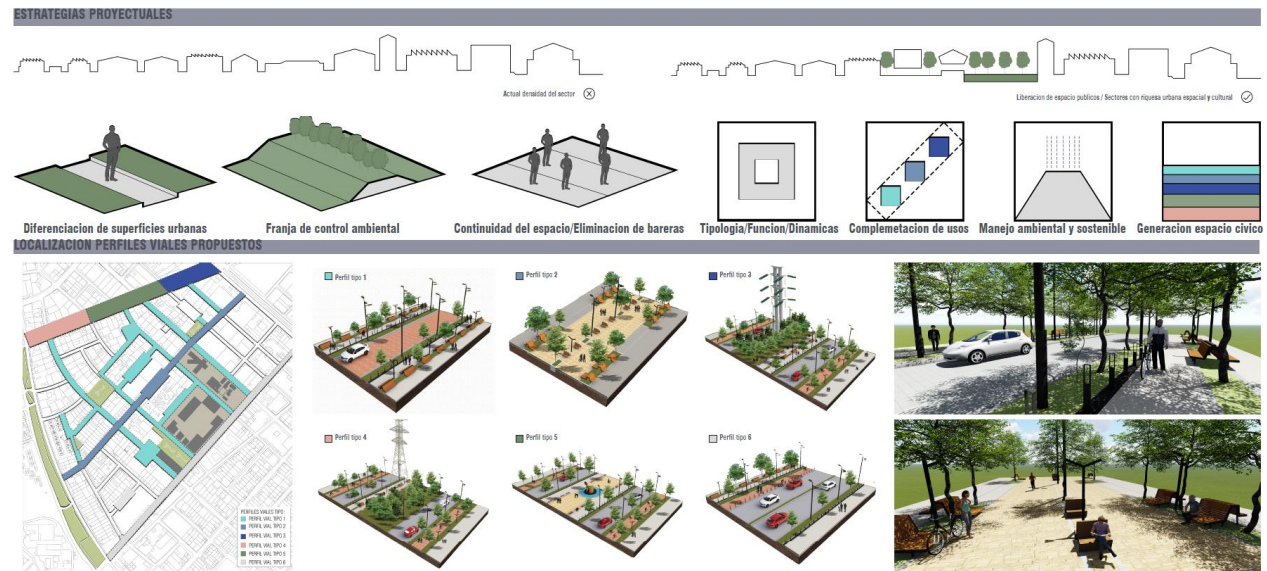 ESTRATEGIAS PROYECTUALES
Actual densidad del sector
Liberacion de espacio publicos / Sectores con riquesa urbana espacial y cultural
Diferenciacion de superficies urbanas
Franja de control ambiental
Continuidad del espacio/Eliminacion de bareras
Tipologia/Funcion/Dinamicas
Complemetacion de usos
Manejo ambiental y sostenible
Generacion espacio civico
LOCALIZACION PERFILES VIALES PROPUESTOS
Perfil tipo 1
Perfil tipo 2
Perfil tipo 3
Perfil tipo 4
Perfil tipo 5
Perfil tipo 6
PERFILES VIALES TIPO
PERFIL VIAL TIPO 1
PERFIL VIAL TIPO 2
PERFIL VIAL TIPO 3
PERFIL VIAL TIPO 4
PERFIL VIAL TIPO 5
PERFIL VIAL TIPO 6